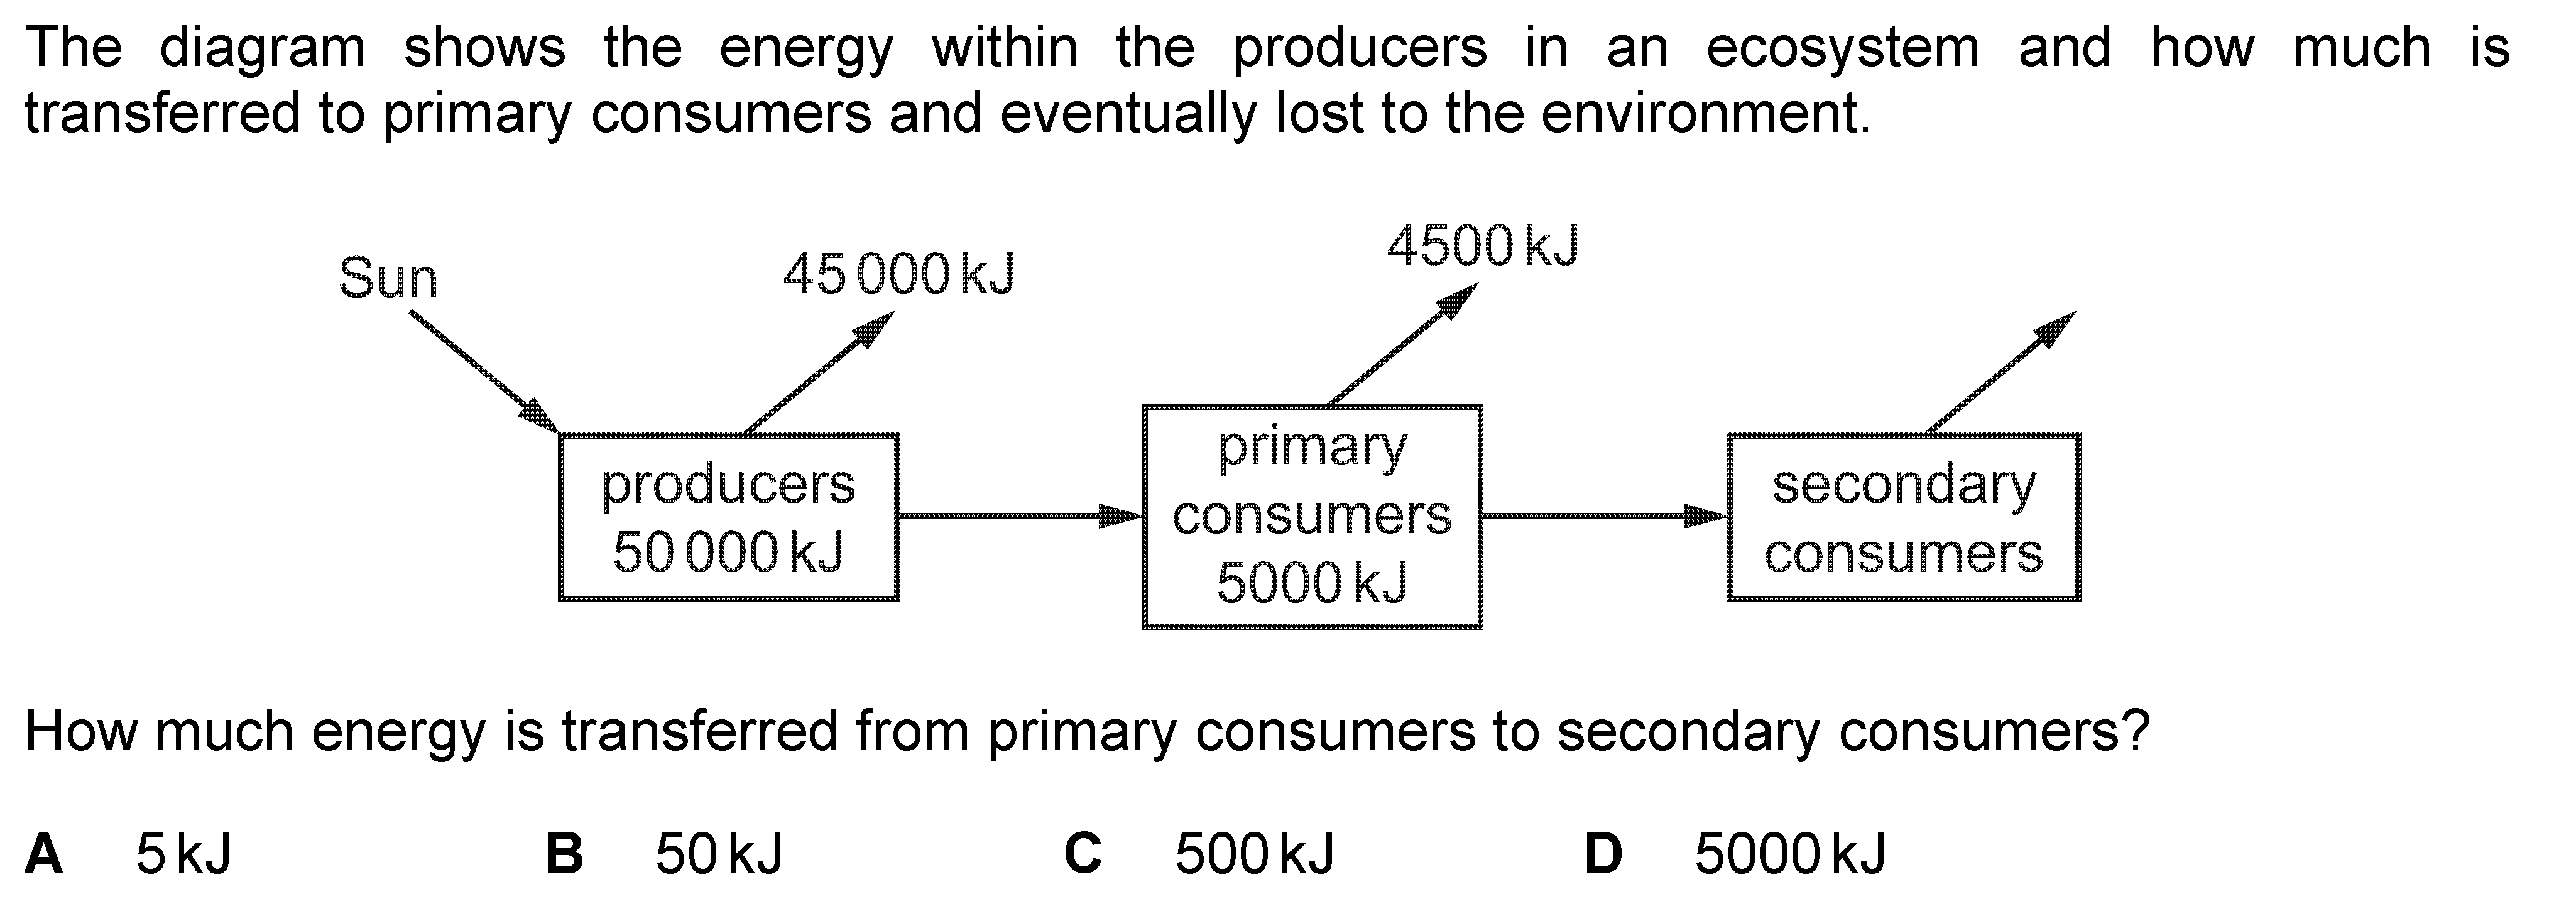 The diagram shows the energy within the producers in an ecosystem and how much is
transferred to primary consumers and eventually lost to the environment.
4500 kJ
Sun
45 000 kJ
producers
50 000 kJ
primary
consumers
5000 kJ
secondary
consumers
How much energy is transferred from primary consumers to secondary consumers?
A 5 kJ B 50 kJ C 500 kJ D 5000 kJ